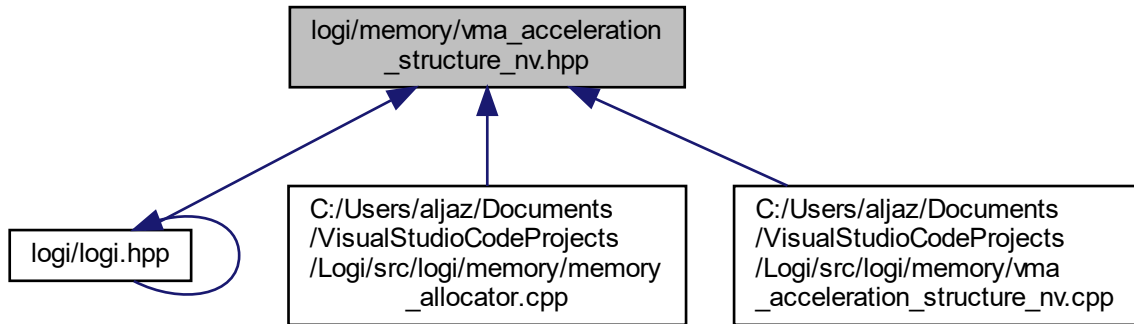 logi/memory/vma_acceleration
_structure_nv.hpp
logi/logi.hpp
C:/Users/aljaz/Documents
/VisualStudioCodeProjects
/Logi/src/logi/memory/memory
_allocator.cpp
C:/Users/aljaz/Documents
/VisualStudioCodeProjects
/Logi/src/logi/memory/vma
_acceleration_structure_nv.cpp